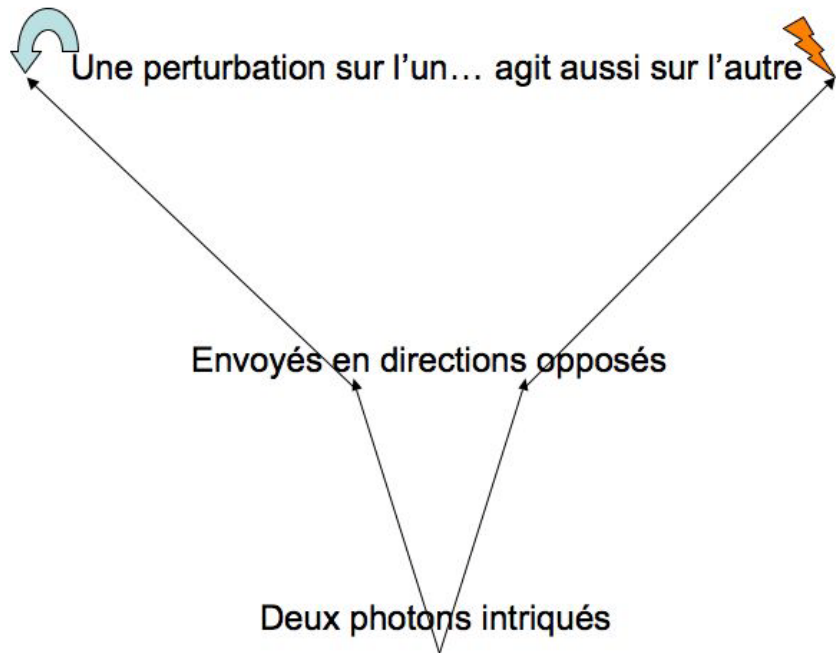 Une perturbation sur l'un… agit aussi sur l'autre
Envoyés en directions opposés
Deux photons intriqués